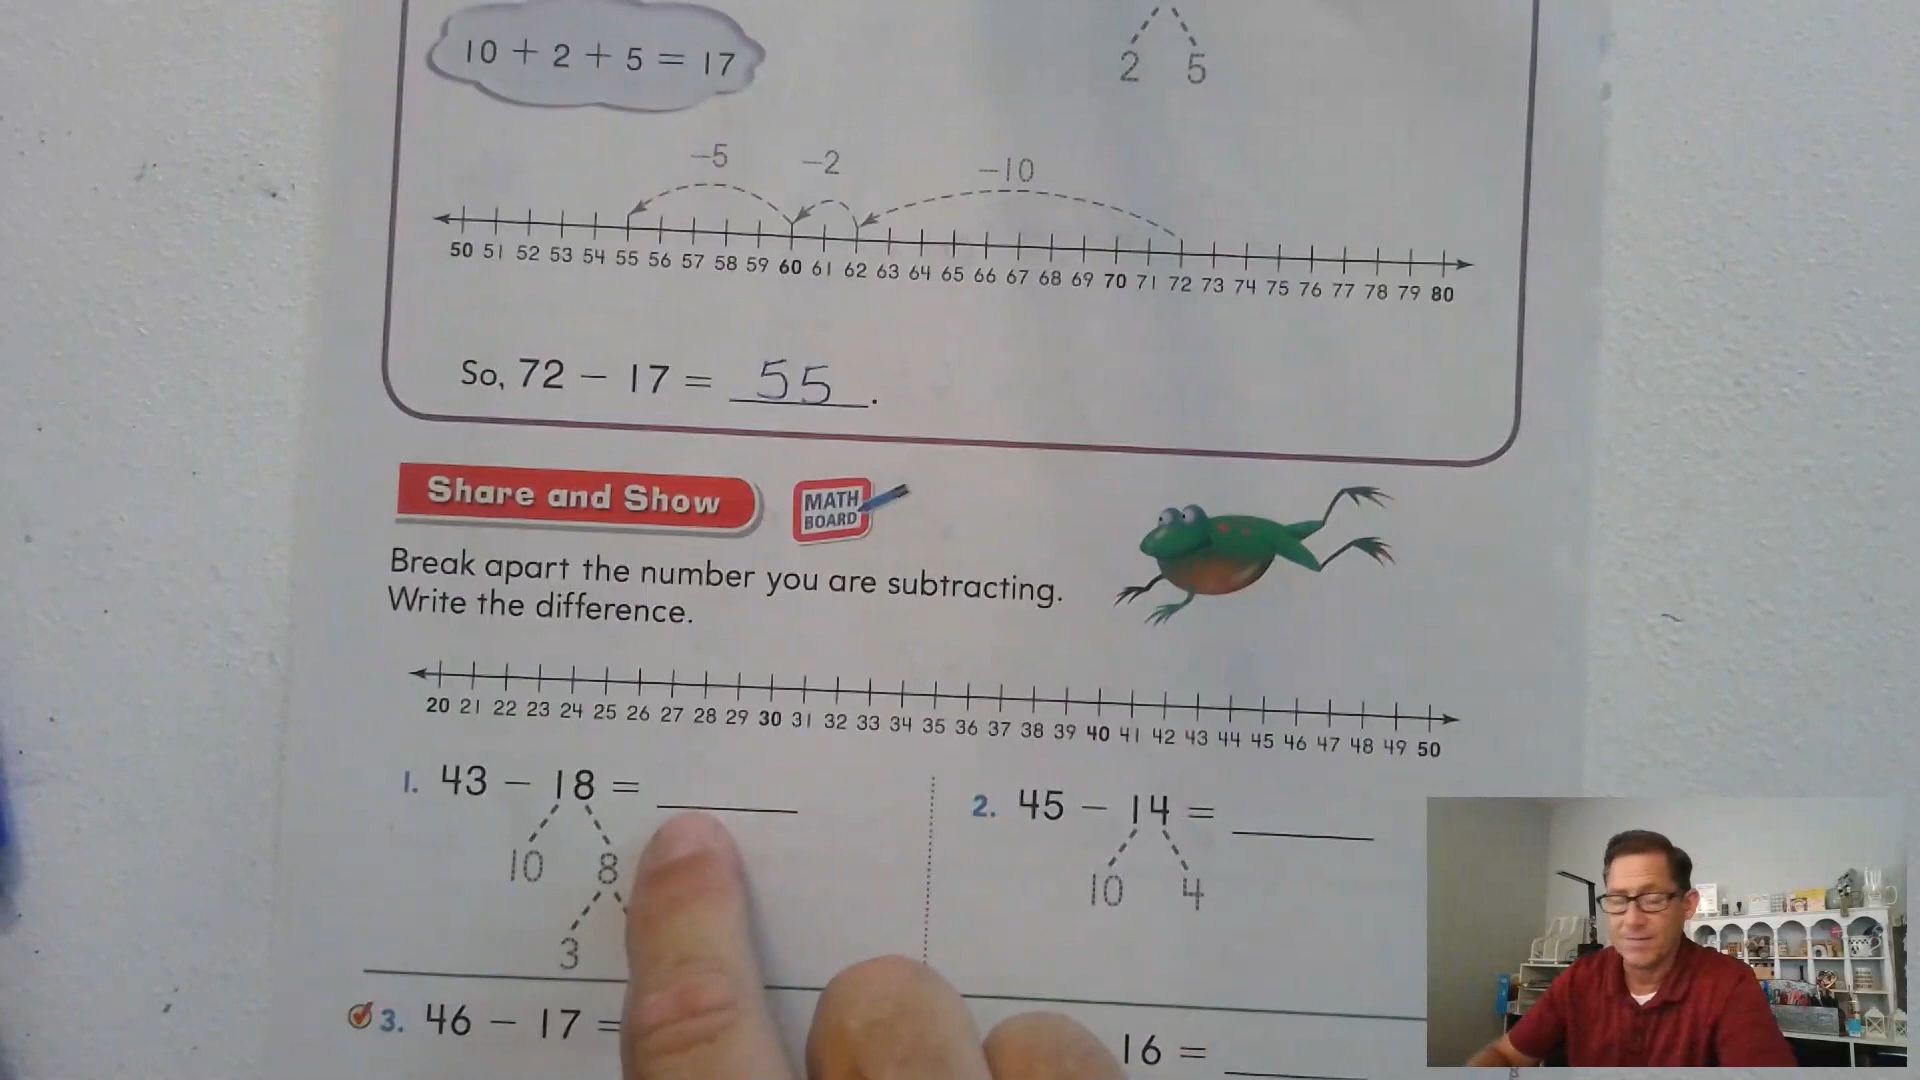 10 + 2 + 5 = 17
2 5
−5 −2 −10
50 51 52 53 54 55 56 57 58 59 60 61 62 63 64 65 66 67 68 69 70 71 72 73 74 75 76 77 78 79 80
So, 72 − 17 = 55.
Share and Show
MATH
BOARD
Break apart the number you are subtracting.
Write the difference.
20 21 22 23 24 25 26 27 28 29 30 31 32 33 34 35 36 37 38 39 40 41 42 43 44 45 46 47 48 49 50
1. 43 − 18 = ____
10 8
3
2. 45 − 14 = ____
10 4
3. 46 − 17 =
16 = ____